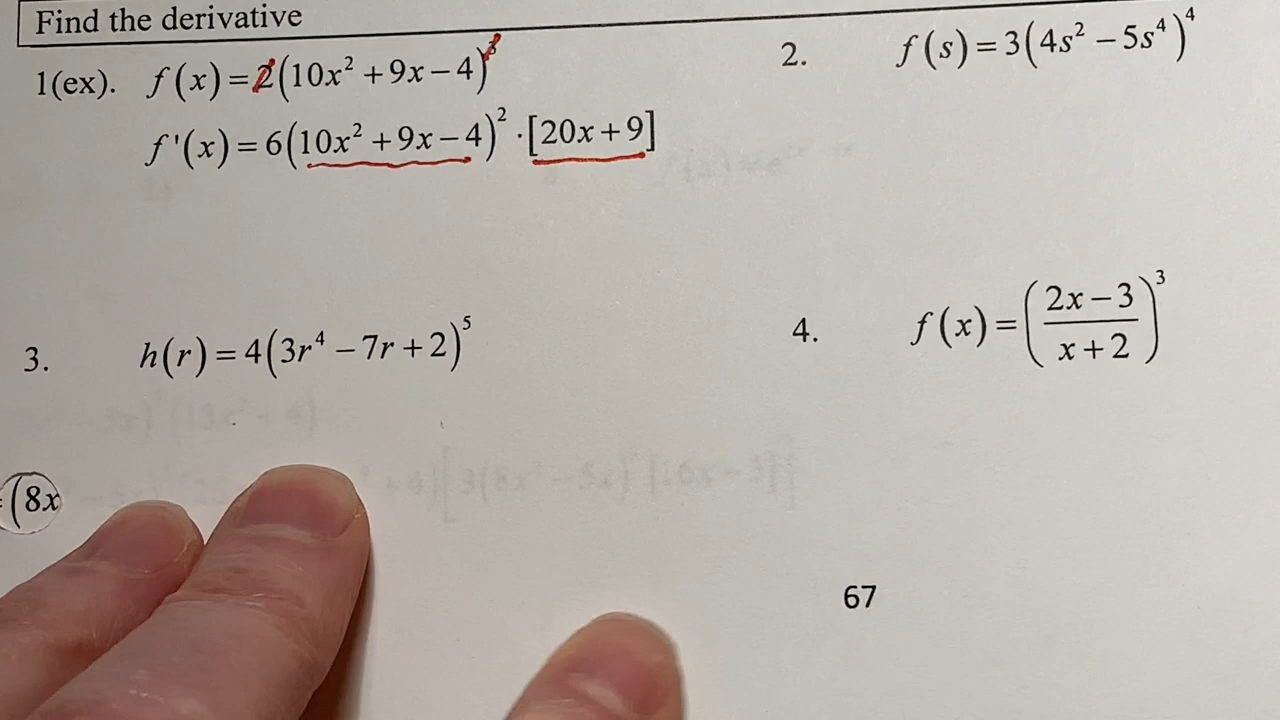 Find the derivative
1(ex). f(x) = 2(10x² + 9x − 4)³
f'(x) = 6(10x² + 9x − 4)² · [20x + 9]
2. f(s) = 3(4s² − 5s⁴)⁴
3. h(r) = 4(3r⁴ − 7r + 2)⁵
4. f(x) = ((2x − 3)/(x + 2))³
(8x
67